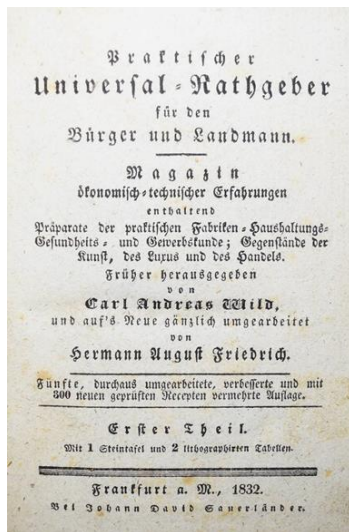 Praktischer
Universal-Rathgeber
für den
Bürger und Landmann.
Magazin
ökonomisch-technischer Erfahrungen
enthaltend
Präparate der praktischen Fabriken-Haushaltungs-
Gesundheits- und Gewerbskunde; Gegenstände der
Kunst, des Luxus und des Handels.
Früher herausgegeben
von
Carl Andreas Wild,
und auf's Neue gänzlich umgearbeitet
von
Hermann August Friedrich.
Fünfte, durchaus umgearbeitete, verbesserte und mit
300 neuen geprüften Recepten vermehrte Auflage.
Erster Theil.
Mit 1 Steintafel und 2 lithographirten Tabellen.
Frankfurt a. M., 1832.
Bei Johann David Sauerländer.